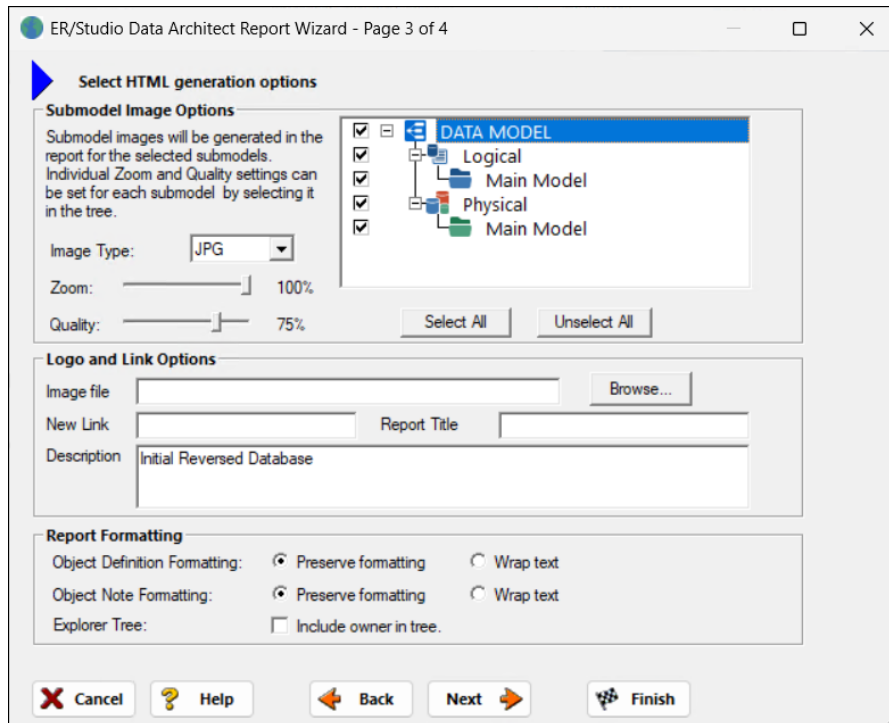 ER/Studio Data Architect Report Wizard - Page 3 of 4
Select HTML generation options
Submodel Image Options
Submodel images will be generated in the
report for the selected submodels.
Individual Zoom and Quality settings can
be set for each submodel by selecting it
in the tree.
Image Type:
JPG
Zoom:
100%
Quality:
75%
DATA MODEL
Logical
Main Model
Physical
Main Model
Select All
Unselect All
Logo and Link Options
Image file
Browse...
New Link
Report Title
Description
Initial Reversed Database
Report Formatting
Object Definition Formatting:
Preserve formatting
Wrap text
Object Note Formatting:
Preserve formatting
Wrap text
Explorer Tree:
Include owner in tree.
Cancel
Help
Back
Next
Finish